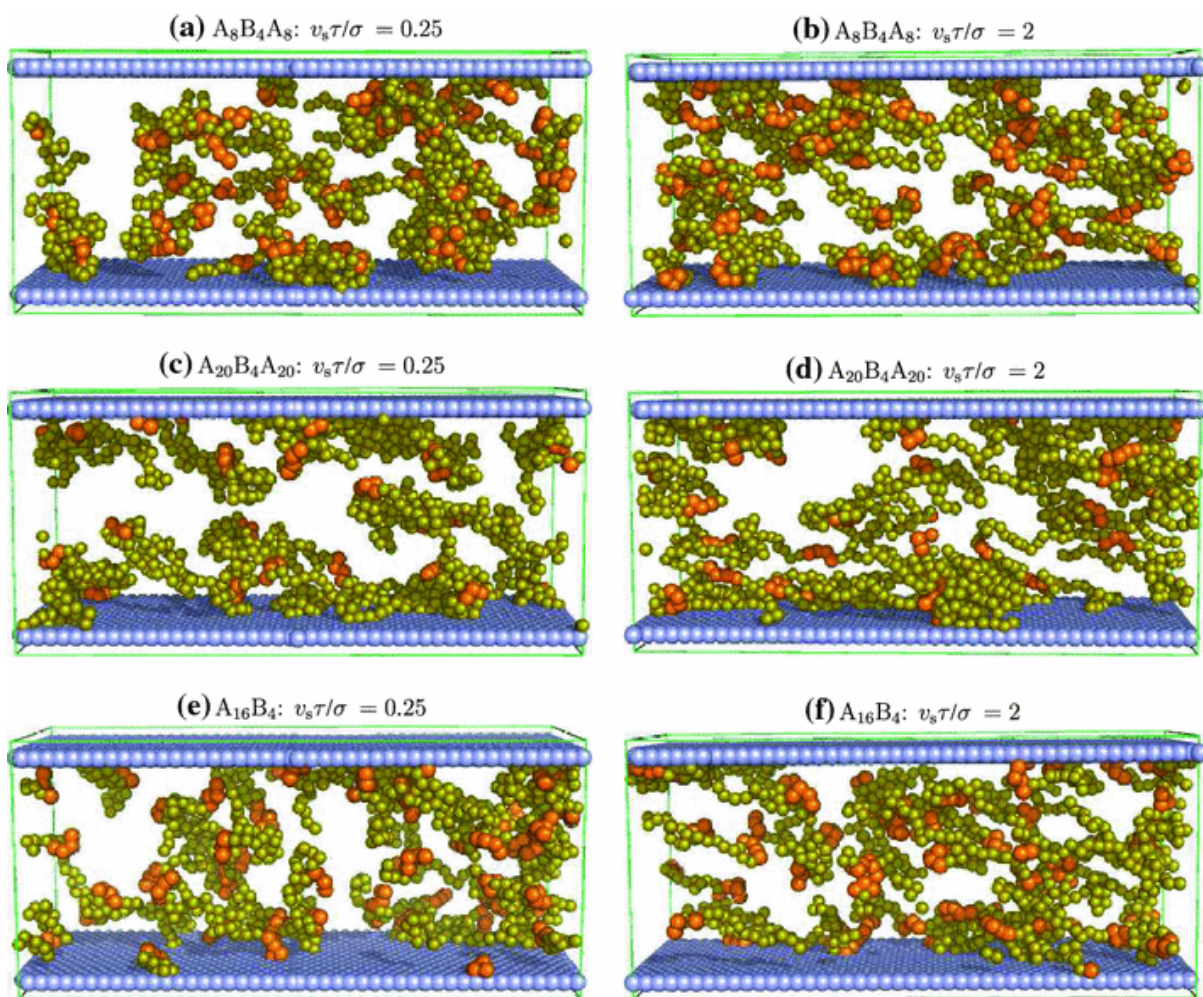 (a) A₈B₄A₈: vₛτ/σ = 0.25
(b) A₈B₄A₈: vₛτ/σ = 2
(c) A₂₀B₄A₂₀: vₛτ/σ = 0.25
(d) A₂₀B₄A₂₀: vₛτ/σ = 2
(e) A₁₆B₄: vₛτ/σ = 0.25
(f) A₁₆B₄: vₛτ/σ = 2